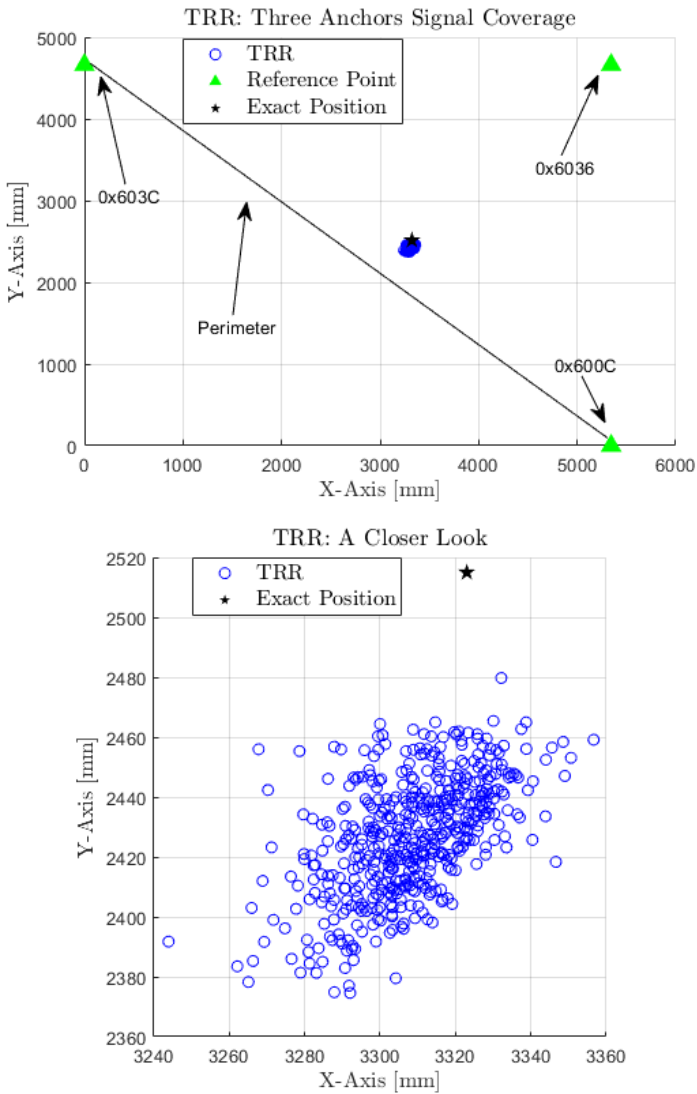 TRR: Three Anchors Signal Coverage
5000
4000
3000
2000
1000
0
Y-Axis [mm]
TRR
Reference Point
Exact Position
0x603C
0x6036
Perimeter
0x600C
0 1000 2000 3000 4000 5000 6000
X-Axis [mm]
TRR: A Closer Look
2520
2500
2480
2460
2440
2420
2400
2380
2360
Y-Axis [mm]
TRR
Exact Position
3240 3260 3280 3300 3320 3340 3360
X-Axis [mm]